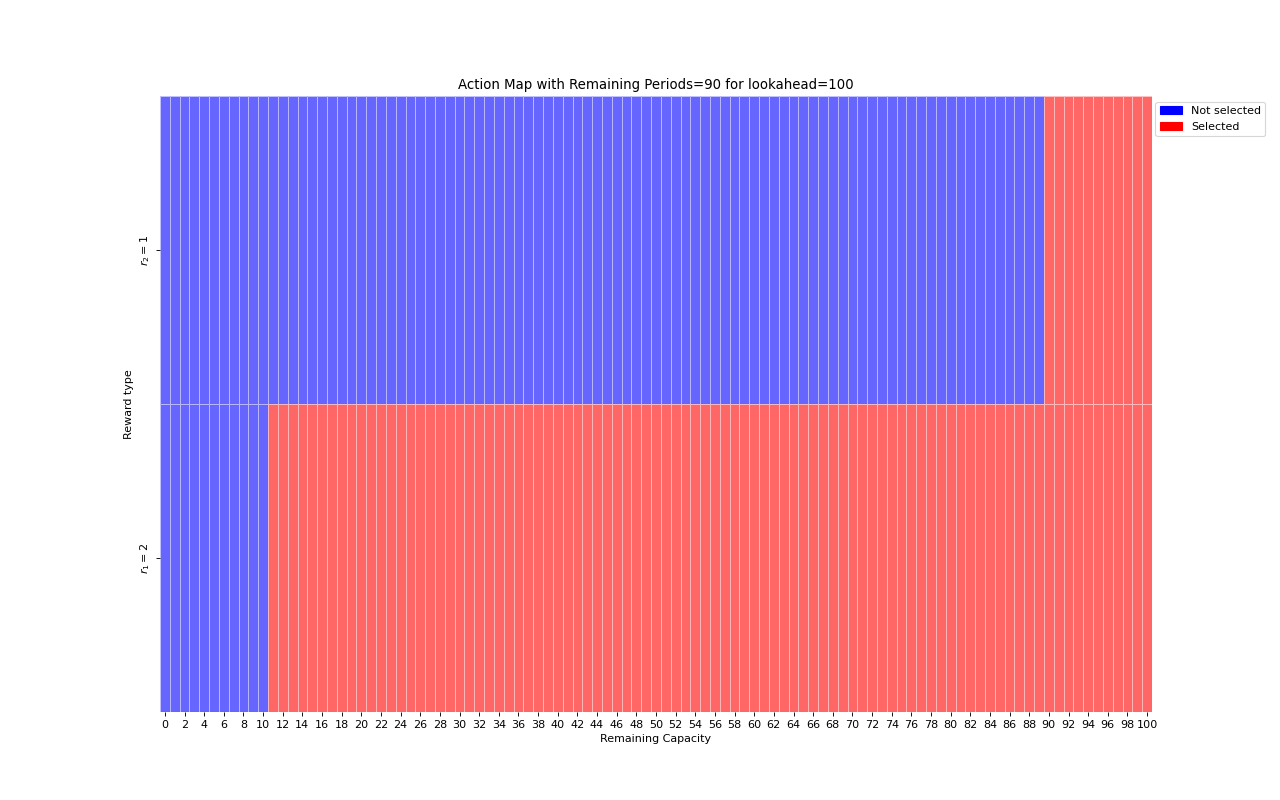 Action Map with Remaining Periods=90 for lookahead=100
Not selected
Selected
r₂ = 1
Reward type
r₁ = 2
0 2 4 6 8 10 12 14 16 18 20 22 24 26 28 30 32 34 36 38 40 42 44 46 48 50 52 54 56 58 60 62 64 66 68 70 72 74 76 78 80 82 84 86 88 90 92 94 96 98 100
Remaining Capacity